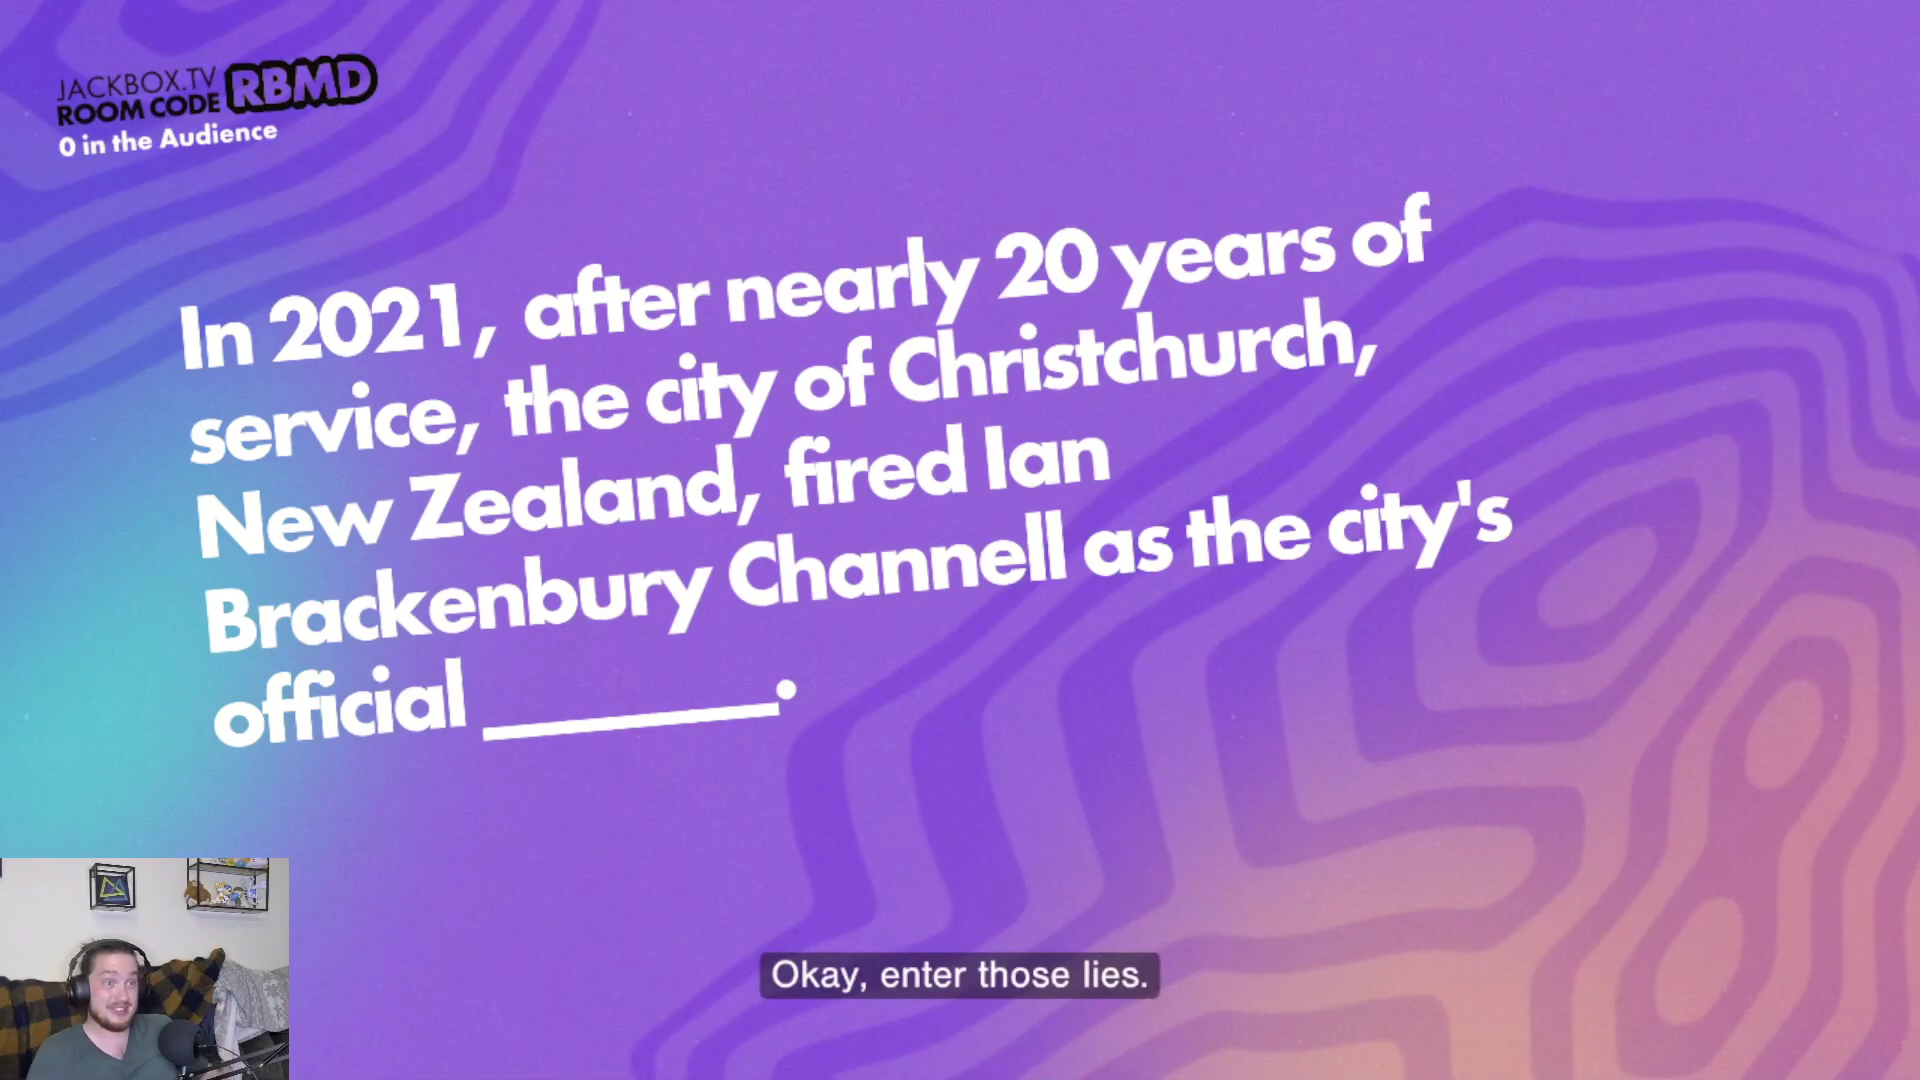 JACKBOX.TV
ROOM CODE RBMD
0 in the Audience
In 2021, after nearly 20 years of
service, the city of Christchurch,
New Zealand, fired Ian
Brackenbury Channell as the city's
official ________.
Okay, enter those lies.